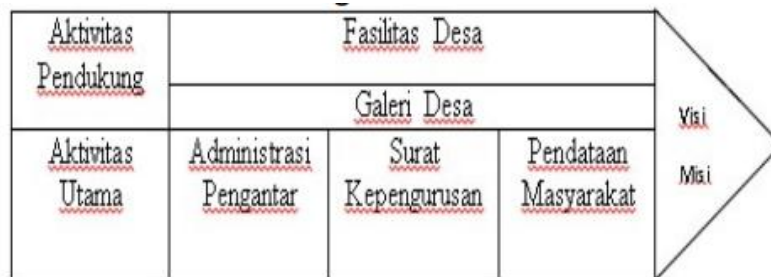 Aktivitas
Pendukung
Fasilitas Desa
Galeri Desa
Aktivitas
Utama
Administrasi
Pengantar
Surat
Kepengurusan
Pendataan
Masyarakat
Visi
Misi